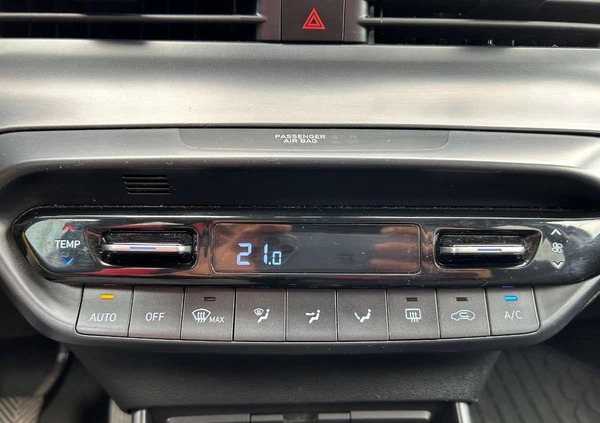 PASSENGER
AIR BAG
TEMP
21.0
AUTO
OFF
MAX
A/C